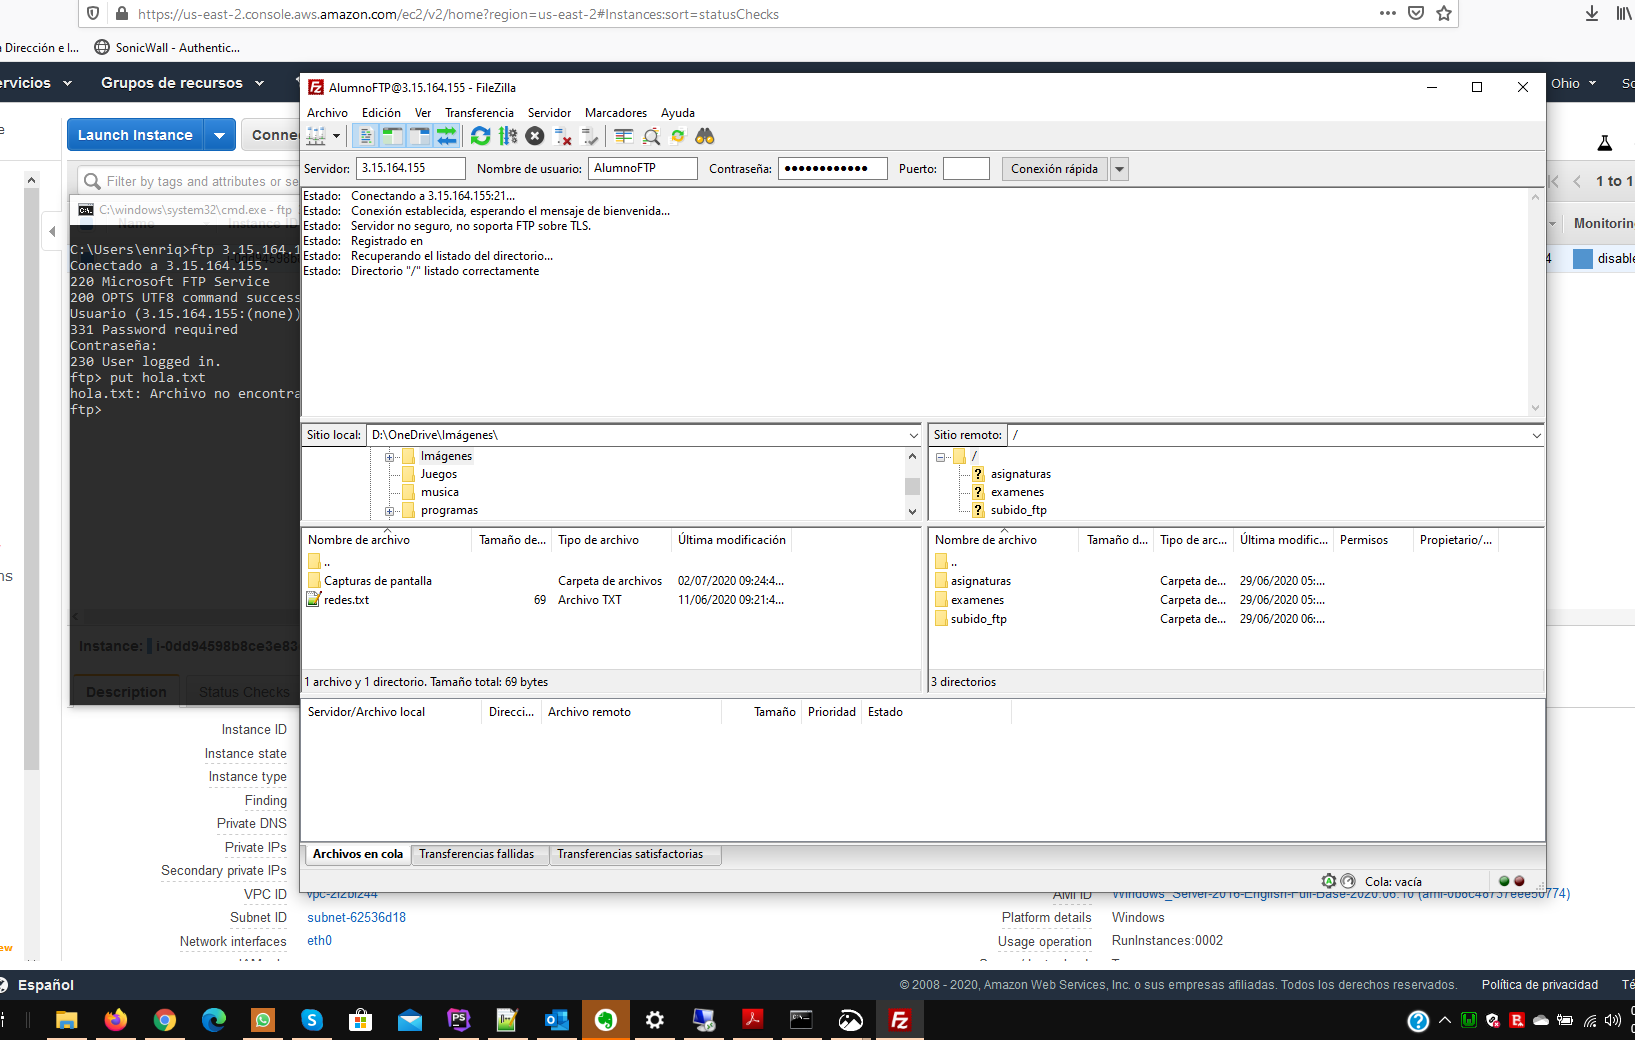 https://us-east-2.console.aws.amazon.com/ec2/v2/home?region=us-east-2#Instances:sort=statusChecks
Dirección e I...
SonicWall - Authentic...
ervicios
Grupos de recursos
Ohio
Launch Instance
Filter by tags and attributes or se
1 to 1
Monitorin
4
disable
C:\windows\system32\cmd.exe - ftp
Name
Instance ID
C:\Users\enriq>ftp 3.15.164.1
Conectado a 3.15.164.155.
220 Microsoft FTP Service
200 OPTS UTF8 command success
Usuario (3.15.164.155:(none))
331 Password required
Contraseña:
230 User logged in.
ftp> put hola.txt
hola.txt: Archivo no encontra
ftp>
Instance:
i-0dd94598b8ce3e83
Description
Status Checks
AlumnoFTP@3.15.164.155 - FileZilla
Archivo Edición Ver Transferencia Servidor Marcadores Ayuda
Servidor: 3.15.164.155 Nombre de usuario: AlumnoFTP Contraseña: ●●●●●●●●●●●● Puerto: Conexión rápida
Estado: Conectando a 3.15.164.155:21...
Estado: Conexión establecida, esperando el mensaje de bienvenida...
Estado: Servidor no seguro, no soporta FTP sobre TLS.
Estado: Registrado en
Estado: Recuperando el listado del directorio...
Estado: Directorio "/" listado correctamente
Sitio local: D:\OneDrive\Imágenes\
Imágenes
Juegos
musica
programas
Nombre de archivo Tamaño de... Tipo de archivo Última modificación
..
Capturas de pantalla Carpeta de archivos 02/07/2020 09:24:4...
redes.txt 69 Archivo TXT 11/06/2020 09:21:4...
1 archivo y 1 directorio. Tamaño total: 69 bytes
Sitio remoto: /
/
asignaturas
examenes
subido_ftp
Nombre de archivo Tamaño d... Tipo de arc... Última modific... Permisos Propietario/...
..
asignaturas Carpeta de... 29/06/2020 05:...
examenes Carpeta de... 29/06/2020 05:...
subido_ftp Carpeta de... 29/06/2020 06:...
3 directorios
Servidor/Archivo local Direcci... Archivo remoto Tamaño Prioridad Estado
Archivos en cola Transferencias fallidas Transferencias satisfactorias
Cola: vacía
Instance ID
Instance state
Instance type
Finding
Private DNS
Private IPs
Secondary private IPs
VPC ID
Subnet ID subnet-62536d18
Network interfaces eth0
AMI ID
Platform details Windows
Usage operation RunInstances:0002
Español
© 2008 - 2020, Amazon Web Services, Inc. o sus empresas afiliadas. Todos los derechos reservados. Política de privacidad Té